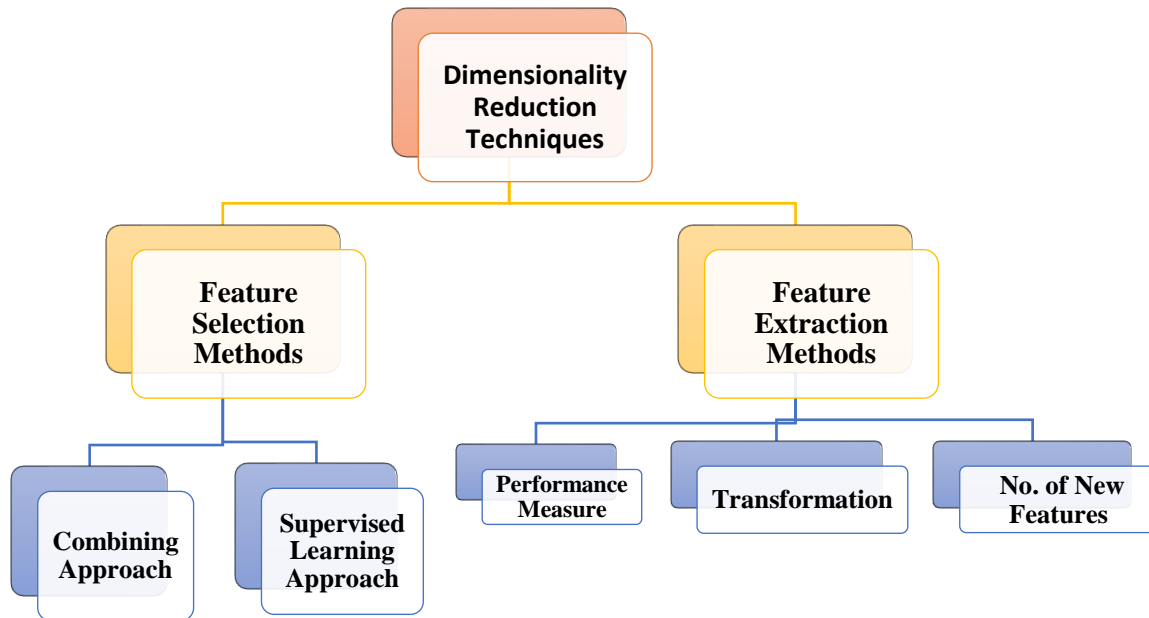 Dimensionality
Reduction
Techniques
Feature
Selection
Methods
Feature
Extraction
Methods
Combining
Approach
Supervised
Learning
Approach
Performance
Measure
Transformation
No. of New
Features